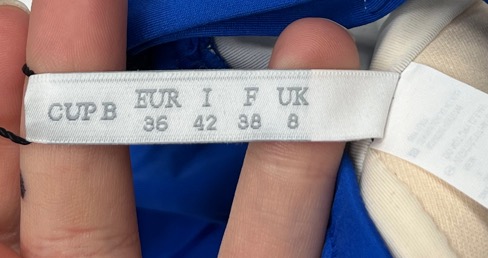 CUP B EUR I F UK
36 42 38 8